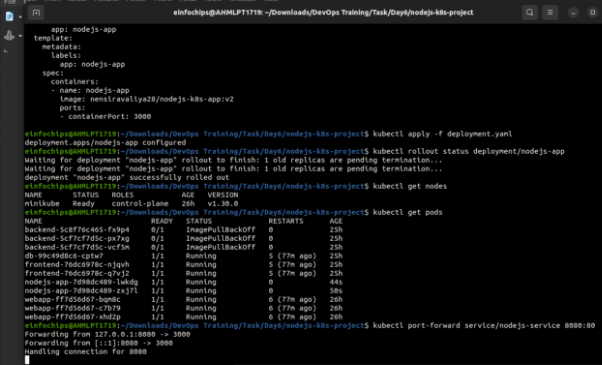 File
einfochips@AHMLPT1719: ~/Downloads/DevOps Training/Task/Day6/nodejs-k8s-project
app: nodejs-app
template:
metadata:
labels:
app: nodejs-app
spec:
containers:
- name: nodejs-app
image: nensiravaliya28/nodejs-k8s-app:v2
ports:
- containerPort: 3000
einfochips@AHMLPT1719:~/Downloads/DevOps Training/Task/Day6/nodejs-k8s-project$ kubectl apply -f deployment.yaml
deployment.apps/nodejs-app configured
einfochips@AHMLPT1719:~/Downloads/DevOps Training/Task/Day6/nodejs-k8s-project$ kubectl rollout status deployment/nodejs-app
Waiting for deployment "nodejs-app" rollout to finish: 1 old replicas are pending termination...
Waiting for deployment "nodejs-app" rollout to finish: 1 old replicas are pending termination...
deployment "nodejs-app" successfully rolled out
einfochips@AHMLPT1719:~/Downloads/DevOps Training/Task/Day6/nodejs-k8s-project$ kubectl get nodes
NAME STATUS ROLES AGE VERSION
minikube Ready control-plane 26h v1.30.0
einfochips@AHMLPT1719:~/Downloads/DevOps Training/Task/Day6/nodejs-k8s-project$ kubectl get pods
NAME READY STATUS RESTARTS AGE
backend-5c8f76c465-fx9p4 0/1 ImagePullBackOff 0 25h
backend-5cf7cf7d5c-px7xg 0/1 ImagePullBackOff 0 25h
backend-5cf7cf7d5c-vcf5m 0/1 ImagePullBackOff 0 25h
db-99c49d8c6-cptw7 1/1 Running 5 (77m ago) 25h
frontend-76dc6978c-njqvh 1/1 Running 5 (77m ago) 25h
frontend-76dc6978c-q7vj2 1/1 Running 5 (77m ago) 25h
nodejs-app-7d98dc489-lwkdg 1/1 Running 0 44s
nodejs-app-7d98dc489-zxj7l 1/1 Running 0 50s
webapp-ff7d56d67-bqm8c 1/1 Running 6 (77m ago) 26h
webapp-ff7d56d67-c7b79 1/1 Running 6 (77m ago) 26h
webapp-ff7d56d67-xhd2p 1/1 Running 6 (77m ago) 26h
einfochips@AHMLPT1719:~/Downloads/DevOps Training/Task/Day6/nodejs-k8s-project$ kubectl port-forward service/nodejs-service 8080:80
Forwarding from 127.0.0.1:8080 -> 3000
Forwarding from [::1]:8080 -> 3000
Handling connection for 8080